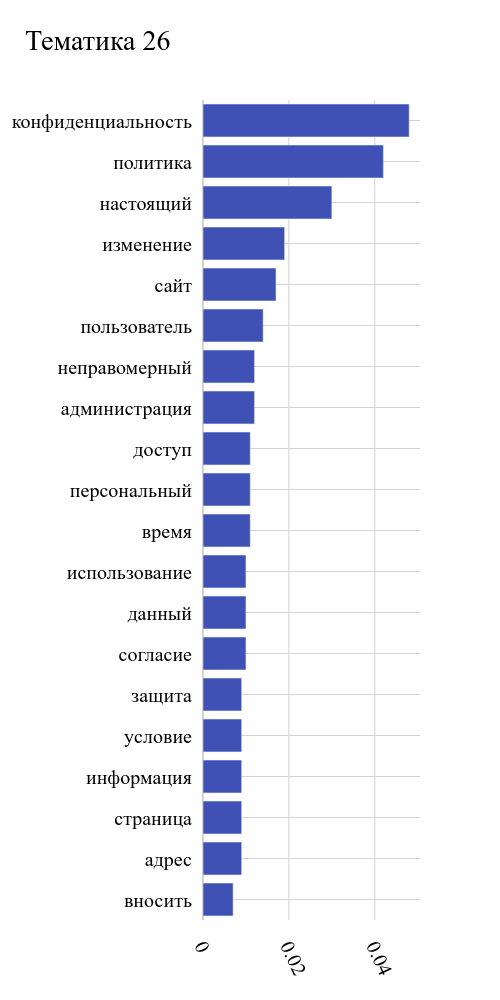 Тематика 26
конфиденциальность
политика
настоящий
изменение
сайт
пользователь
неправомерный
администрация
доступ
персональный
время
использование
данный
согласие
защита
условие
информация
страница
адрес
вносить
0
0.02
0.04